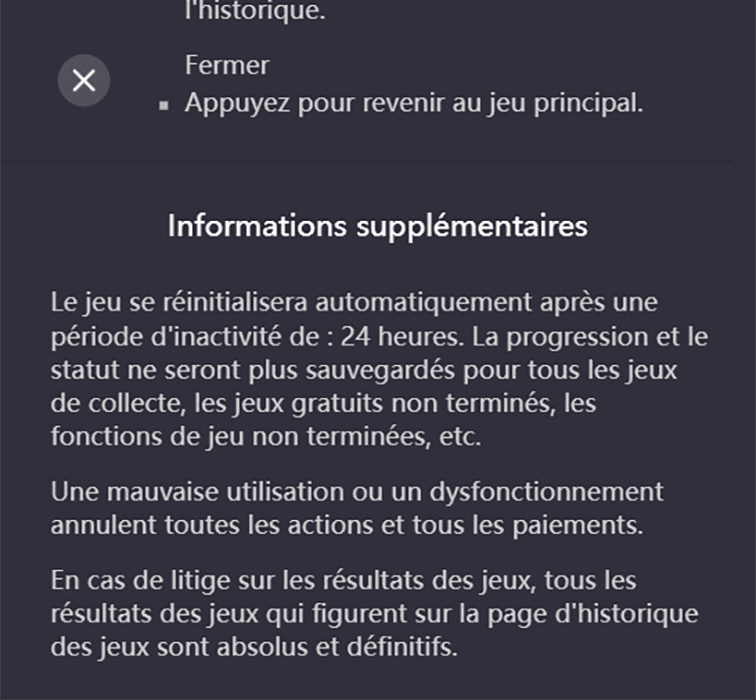 l'historique.
Fermer
▪ Appuyez pour revenir au jeu principal.
Informations supplémentaires
Le jeu se réinitialisera automatiquement après une
période d'inactivité de : 24 heures. La progression et le
statut ne seront plus sauvegardés pour tous les jeux
de collecte, les jeux gratuits non terminés, les
fonctions de jeu non terminées, etc.
Une mauvaise utilisation ou un dysfonctionnement
annulent toutes les actions et tous les paiements.
En cas de litige sur les résultats des jeux, tous les
résultats des jeux qui figurent sur la page d'historique
des jeux sont absolus et définitifs.